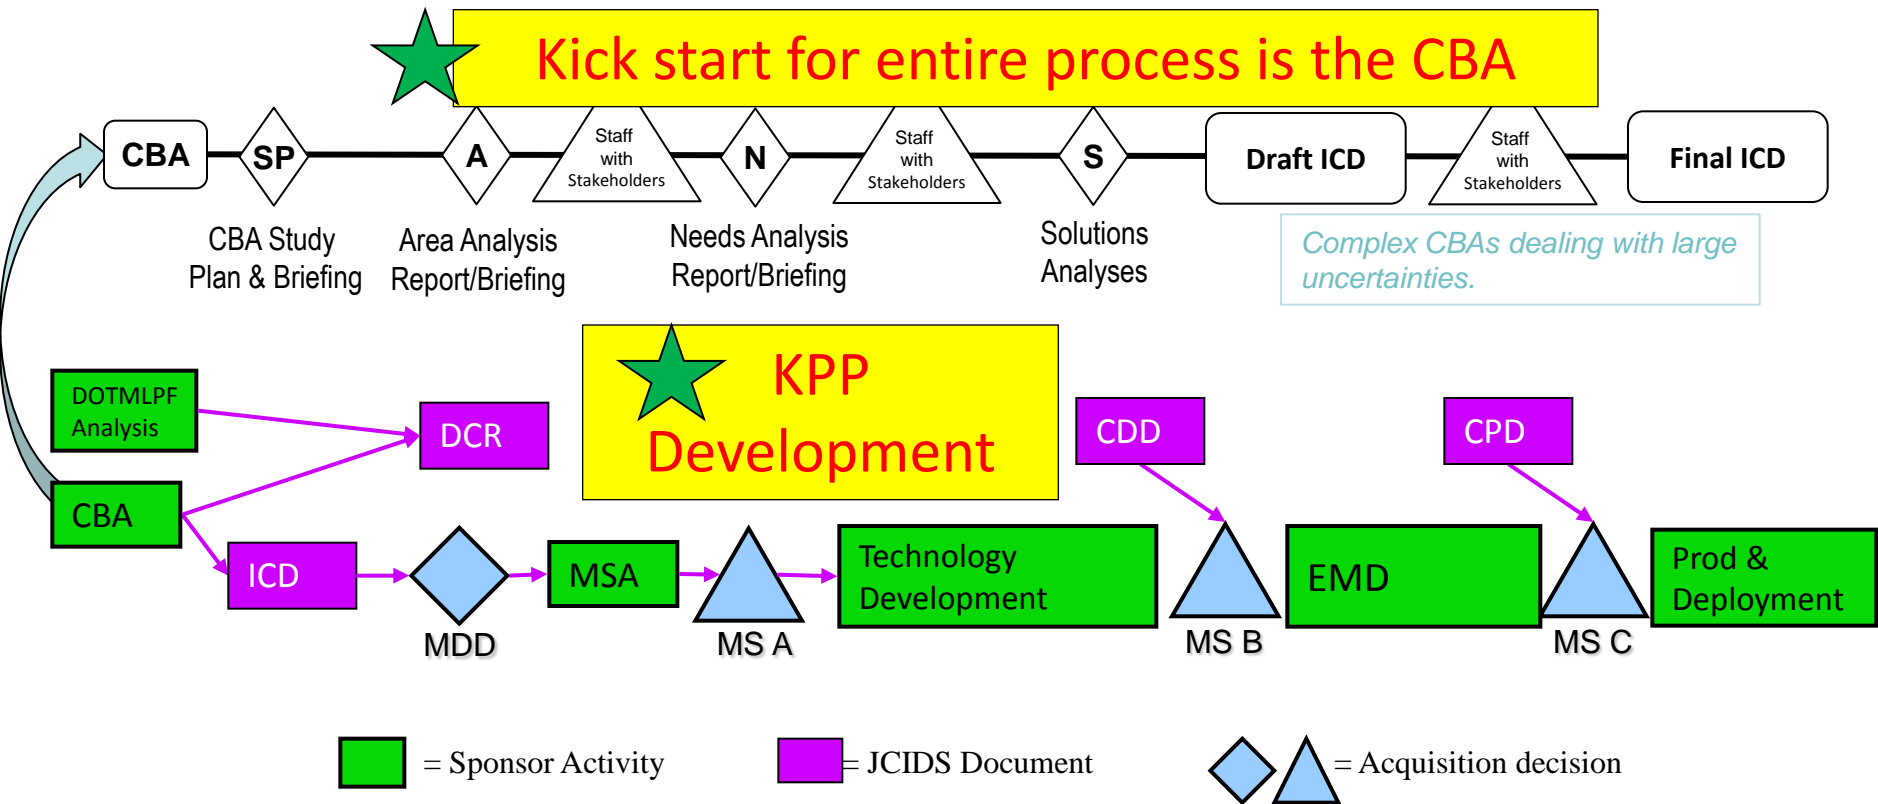 Kick start for entire process is the CBA
CBA
SP
A
Staff
with
Stakeholders
N
Staff
with
Stakeholders
S
Draft ICD
Staff
with
Stakeholders
Final ICD
CBA Study
Plan & Briefing
Area Analysis
Report/Briefing
Needs Analysis
Report/Briefing
Solutions
Analyses
Complex CBAs dealing with large
uncertainties.
KPP
Development
DOTMLPF
Analysis
DCR
CDD
CPD
CBA
ICD
MDD
MSA
MS A
Technology
Development
MS B
EMD
MS C
Prod &
Deployment
= Sponsor Activity
= JCIDS Document
= Acquisition decision